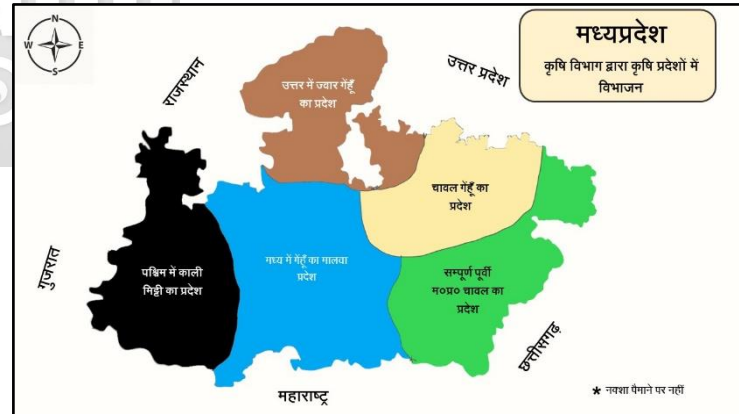 मध्यप्रदेश
कृषि विभाग द्वारा कृषि प्रदेशों में
विभाजन
N
W
E
S
राजस्थान
उत्तर प्रदेश
उत्तर में ज्वार गेंहूँ
का प्रदेश
चावल गेंहूँ का
प्रदेश
गुजरात
पश्चिम में काली
मिट्टी का प्रदेश
मध्य में गेंहूँ का मालवा
प्रदेश
सम्पूर्ण पूर्वी
म०प्र० चावल का
प्रदेश
छत्तीसगढ़
महाराष्ट्र
* नक्शा पैमाने पर नहीं